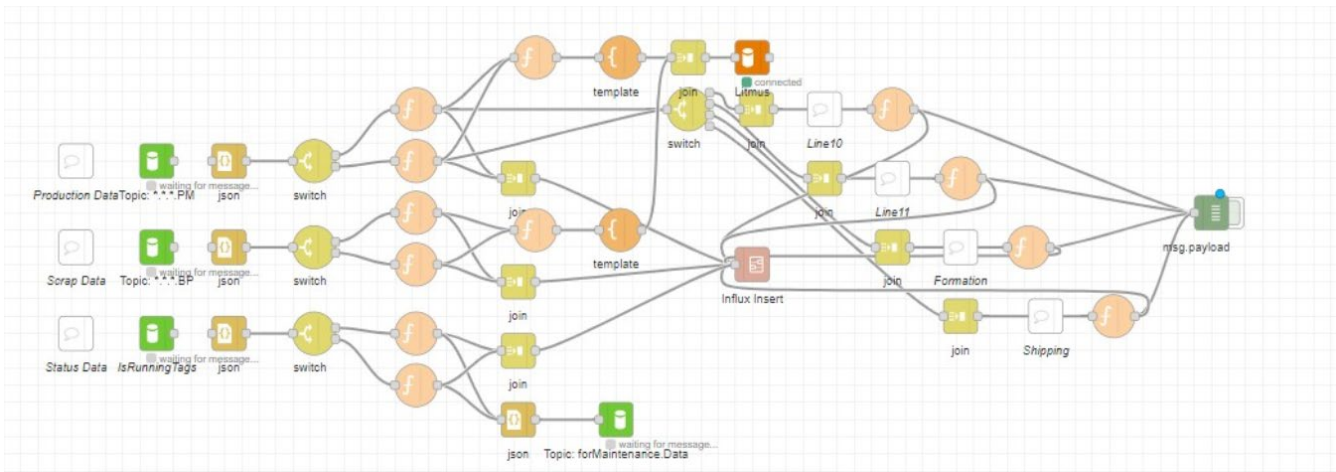 template
join
Litmus
connected
switch
join
Line10
Production Data
Topic: *.*.*.PM
waiting for message...
json
switch
join
join
Line11
Scrap Data
Topic: *.*.*.BP
waiting for message...
json
switch
template
join
Influx Insert
join
Formation
msg.payload
Status Data
IsRunningTags
waiting for message...
json
switch
join
join
Shipping
json
Topic: forMaintenance.Data
waiting for message...